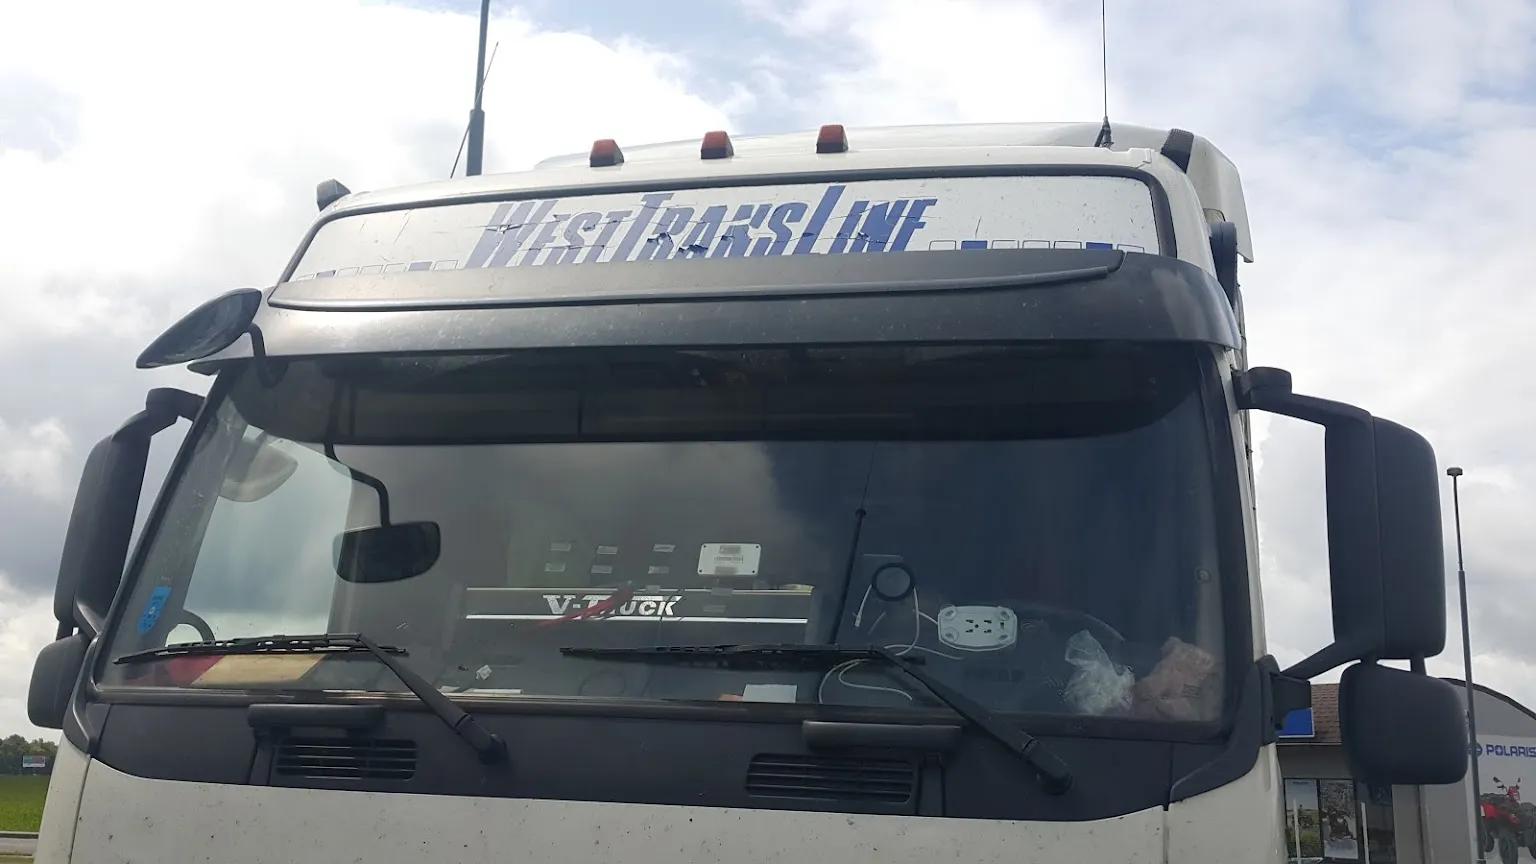 WESTTRANSLINE
V-TRUCK
POLARIS